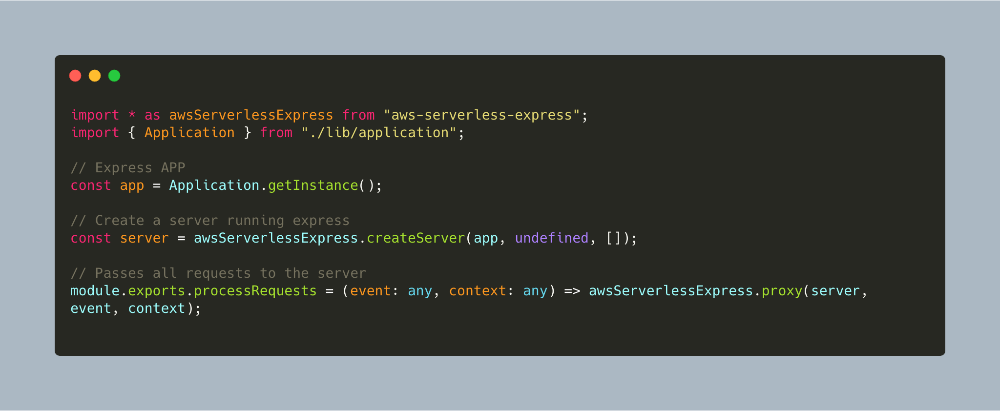 import * as awsServerlessExpress from "aws-serverless-express";
import { Application } from "./lib/application";
// Express APP
const app = Application.getInstance();
// Create a server running express
const server = awsServerlessExpress.createServer(app, undefined, []);
// Passes all requests to the server
module.exports.processRequests = (event: any, context: any) => awsServerlessExpress.proxy(server,
event, context);